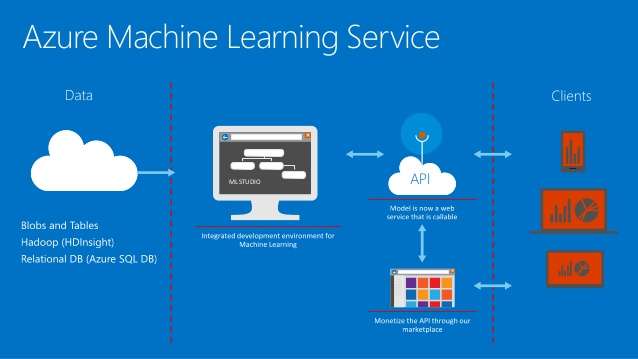 Azure Machine Learning Service
Data
Clients
ML STUDIO
API
Blobs and Tables
Hadoop (HDInsight)
Relational DB (Azure SQL DB)
Integrated development environment for
Machine Learning
Model is now a web
service that is callable
Monetize the API through our
marketplace